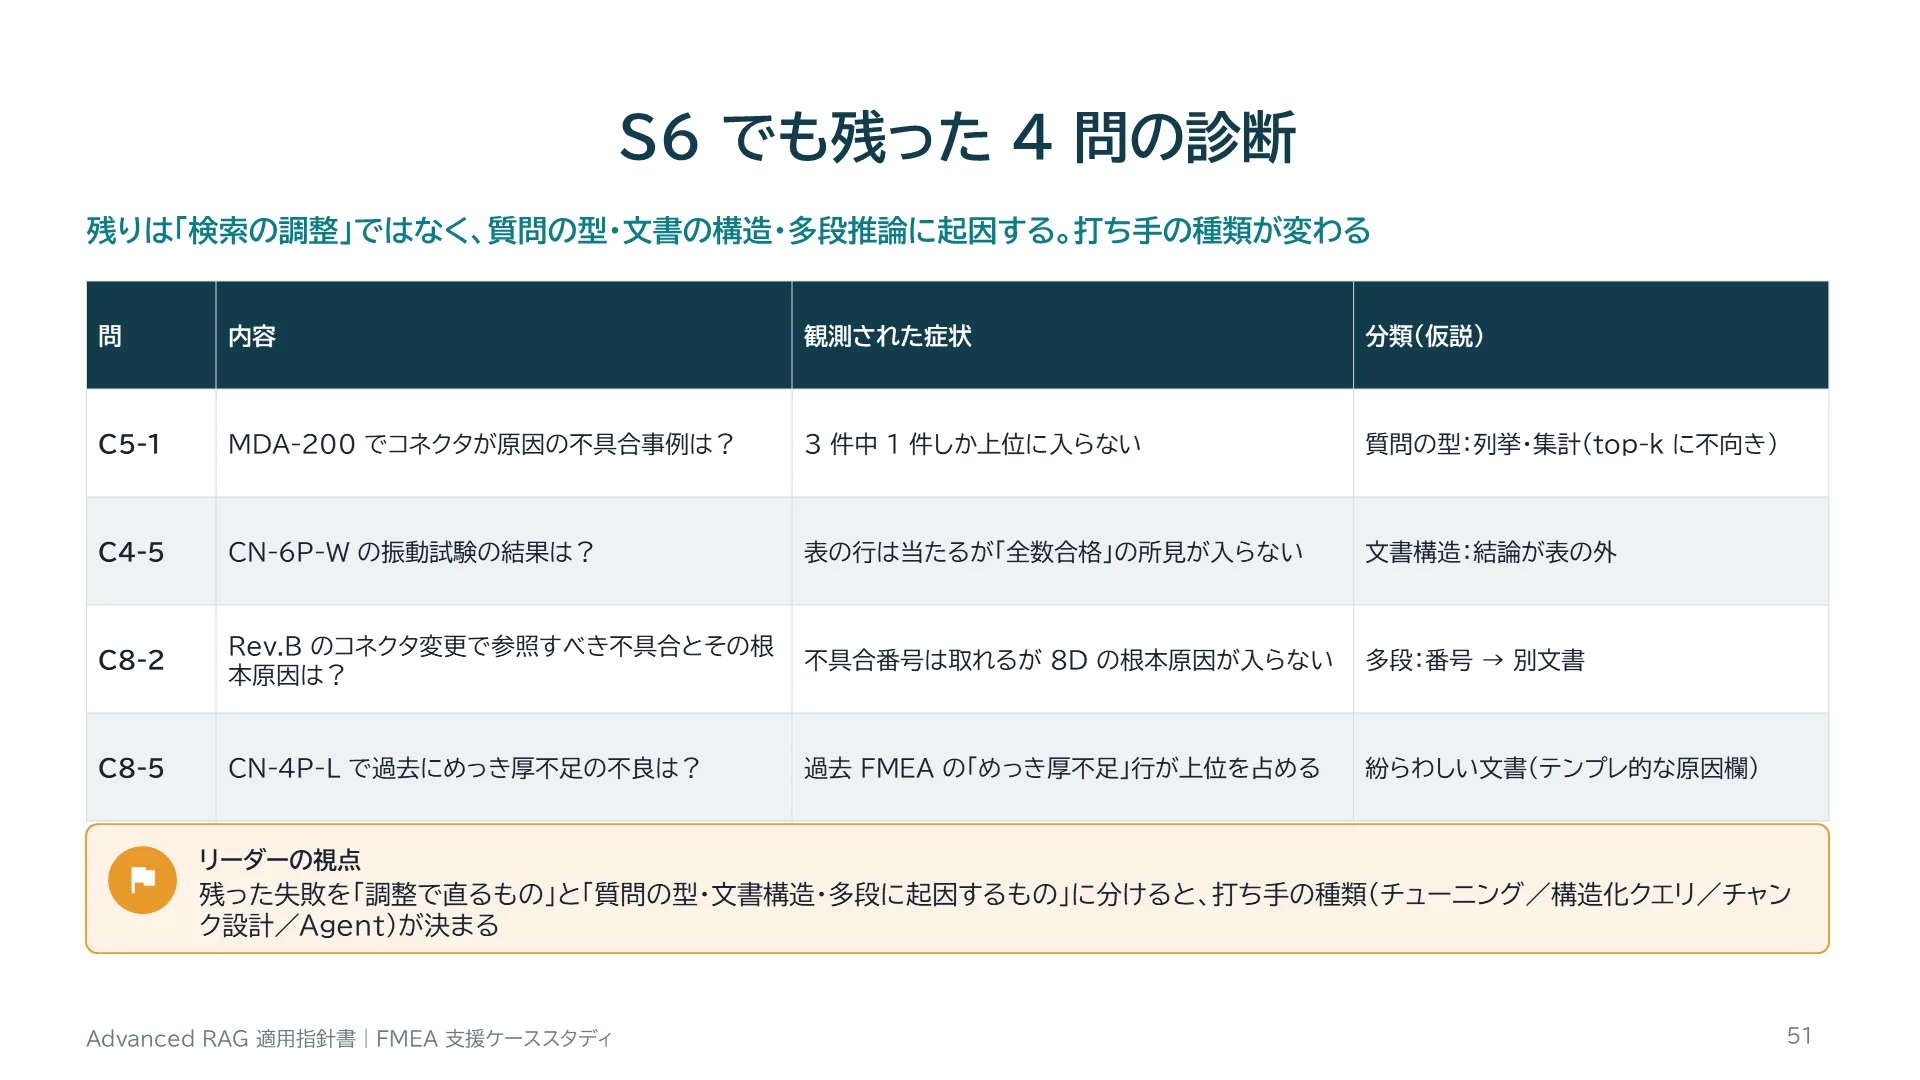 S6 でも残った 4 問の診断
残りは「検索の調整」ではなく、質問の型・文書の構造・多段推論に起因する。打ち手の種類が変わる
問
内容
観測された症状
分類（仮説）
C5-1
MDA-200 でコネクタが原因の不具合事例は？
3 件中 1 件しか上位に入らない
質問の型：列挙・集計（top-k に不向き）
C4-5
CN-6P-W の振動試験の結果は？
表の行は当たるが「全数合格」の所見が入らない
文書構造：結論が表の外
C8-2
Rev.B のコネクタ変更で参照すべき不具合とその根
本原因は？
不具合番号は取れるが 8D の根本原因が入らない
多段：番号 → 別文書
C8-5
CN-4P-L で過去にめっき厚不足の不良は？
過去 FMEA の「めっき厚不足」行が上位を占める
紛らわしい文書（テンプレ的な原因欄）
リーダーの視点
残った失敗を「調整で直るもの」と「質問の型・文書構造・多段に起因するもの」に分けると、打ち手の種類（チューニング／構造化クエリ／チャン
ク設計／Agent）が決まる
Advanced RAG 適用指針書｜FMEA 支援ケーススタディ
51